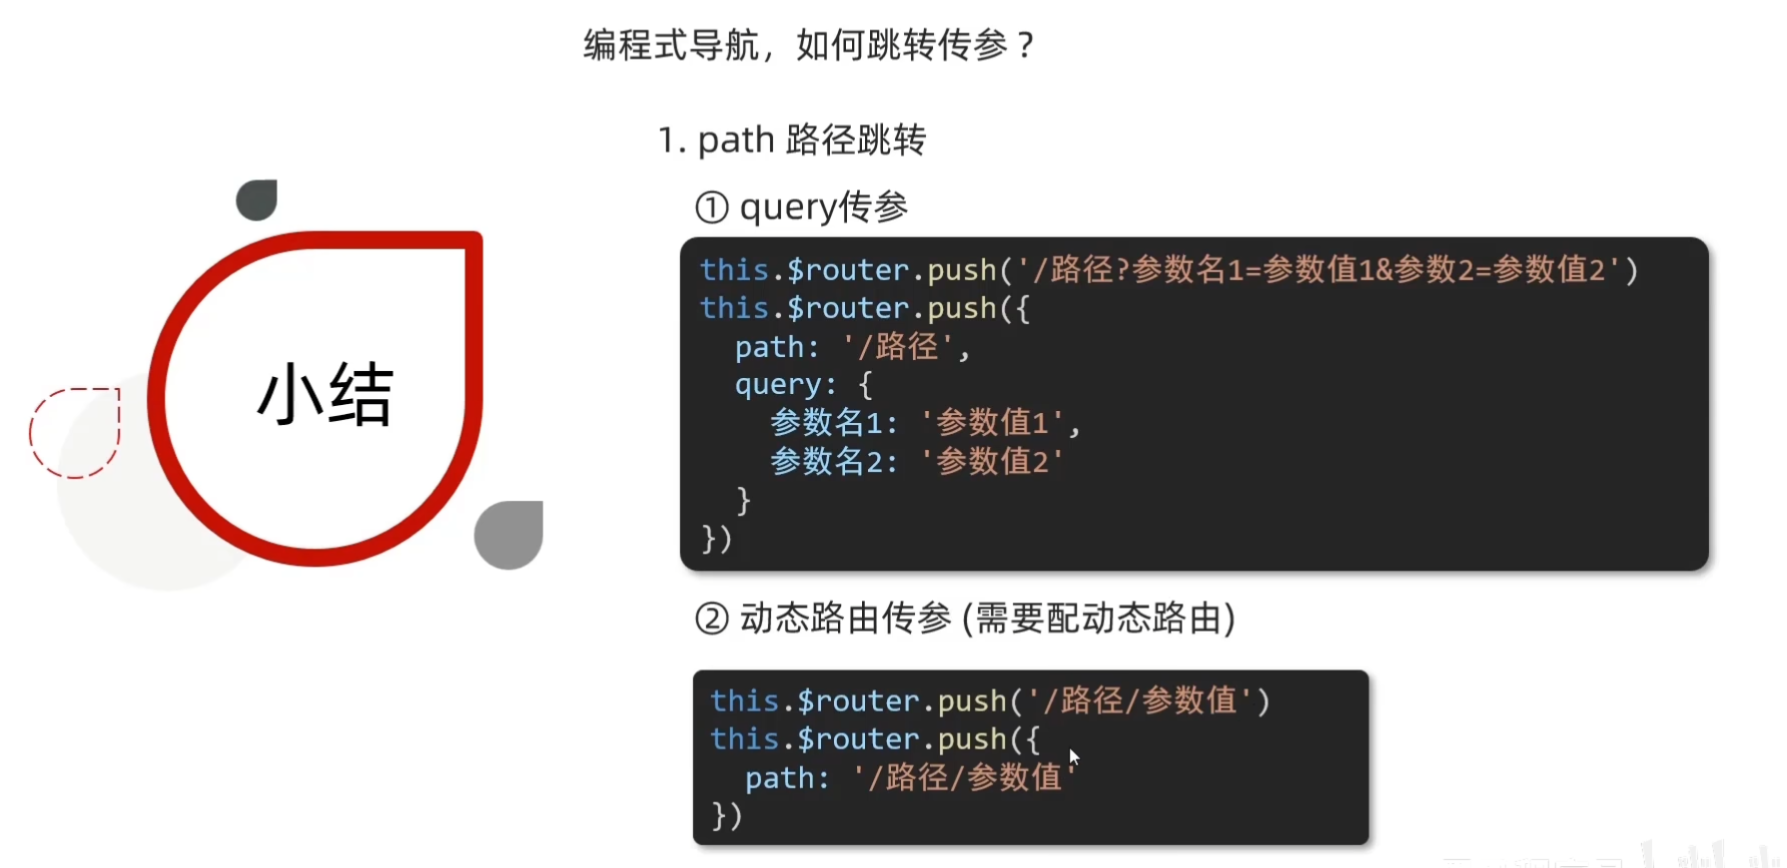 编程式导航，如何跳转传参？
1. path 路径跳转
① query传参
this.$router.push('/路径?参数名1=参数值1&参数2=参数值2')
this.$router.push({
  path: '/路径',
  query: {
    参数名1: '参数值1',
    参数名2: '参数值2'
  }
})
小结
② 动态路由传参 (需要配动态路由)
this.$router.push('/路径/参数值')
this.$router.push({
  path: '/路径/参数值'
})